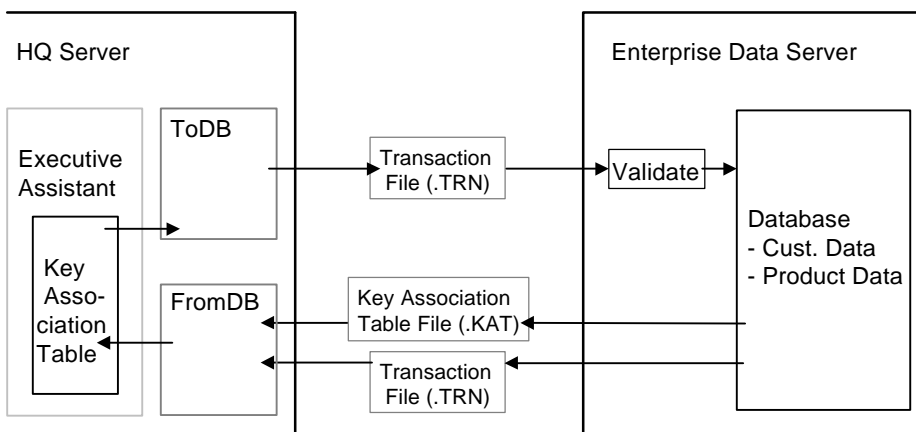 HQ Server
Enterprise Data Server
ToDB
Executive
Assistant
Transaction
File (.TRN)
Validate
Database
- Cust. Data
- Product Data
Key
Asso-
ciation
Table
FromDB
Key Association
Table File (.KAT)
Transaction
File (.TRN)